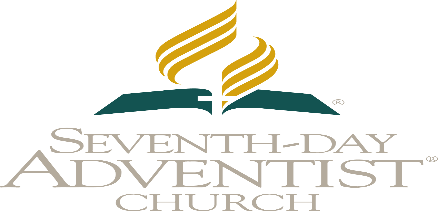 ®
SEVENTH-DAY
ADVENTIST®
CHURCH